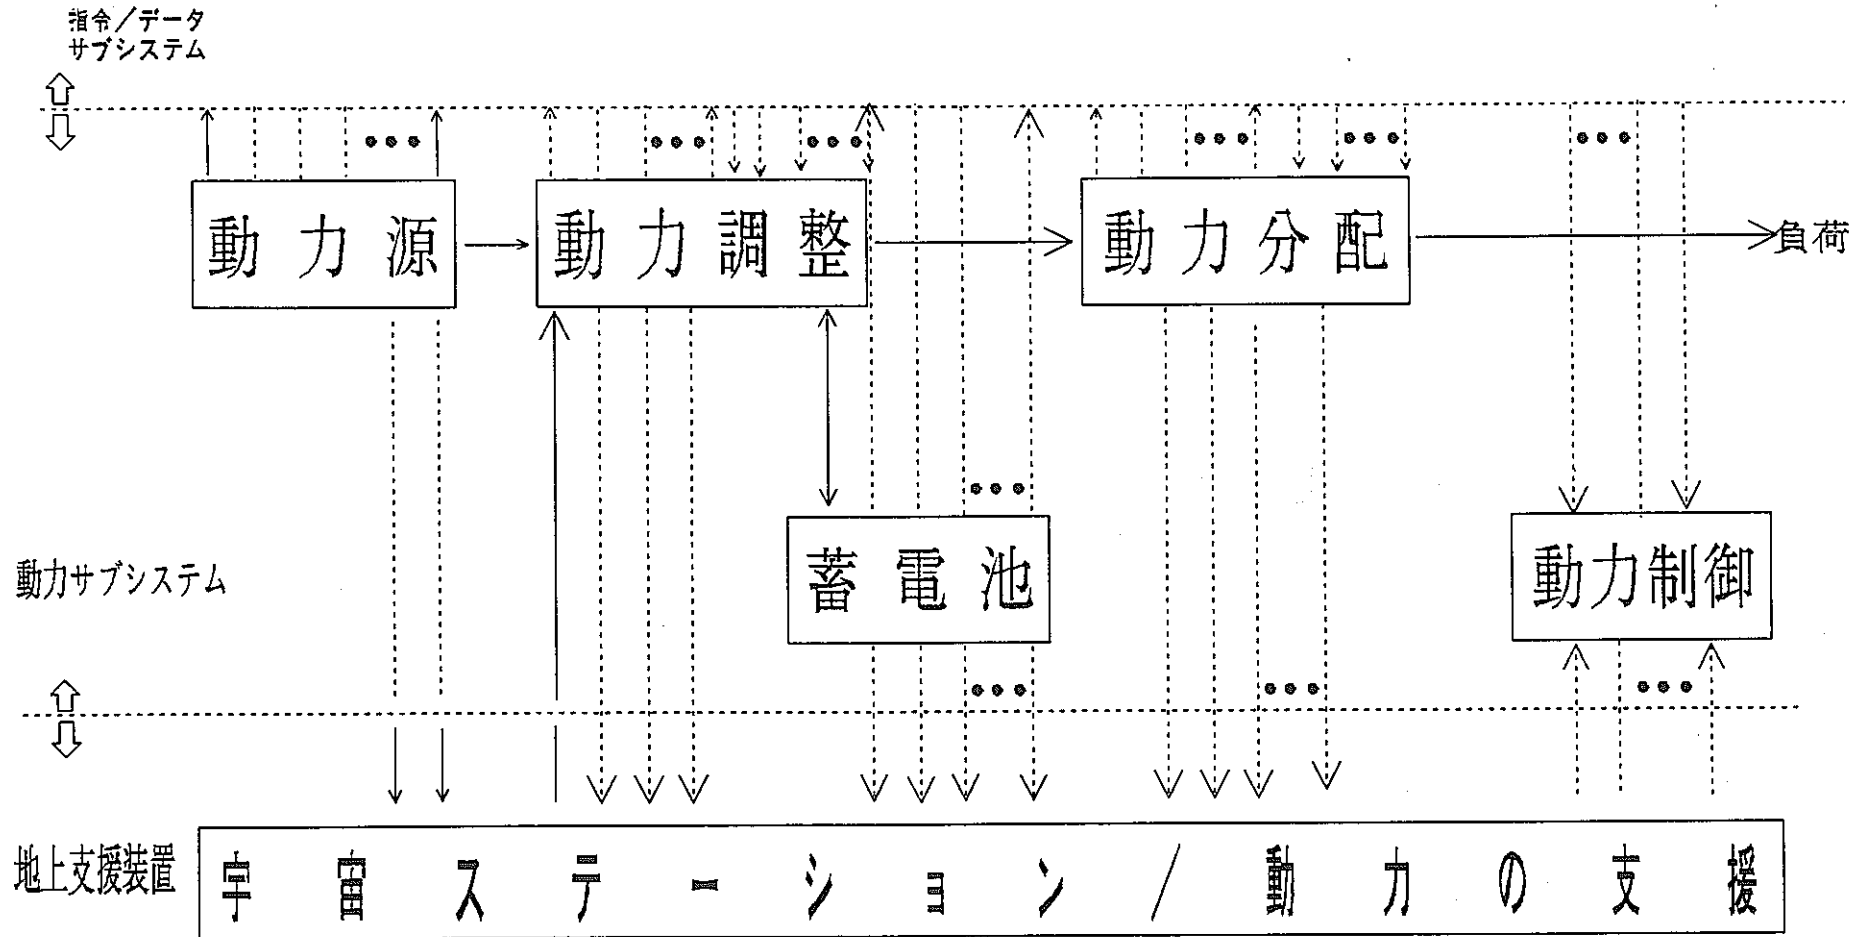 指令／データ
サブシステム
動力源
動力調整
動力分配
負荷
蓄電池
動力制御
動力サブシステム
地上支援装置
宇宙ステーション／動力の支援